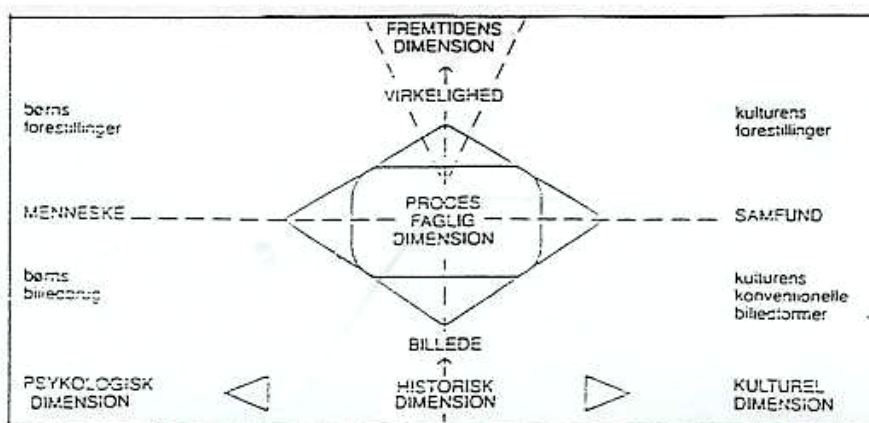 FREMTIDENS
DIMENSION
VIRKELIGHED
børns
forestillinger
kulturens
forestillinger
MENNESKE
PROCES
FAGLIG
DIMENSION
SAMFUND
børns
billedbrug
kulturens
konventionelle
billedformer
BILLEDE
PSYKOLOGISK
DIMENSION
HISTORISK
DIMENSION
KULTUREL
DIMENSION